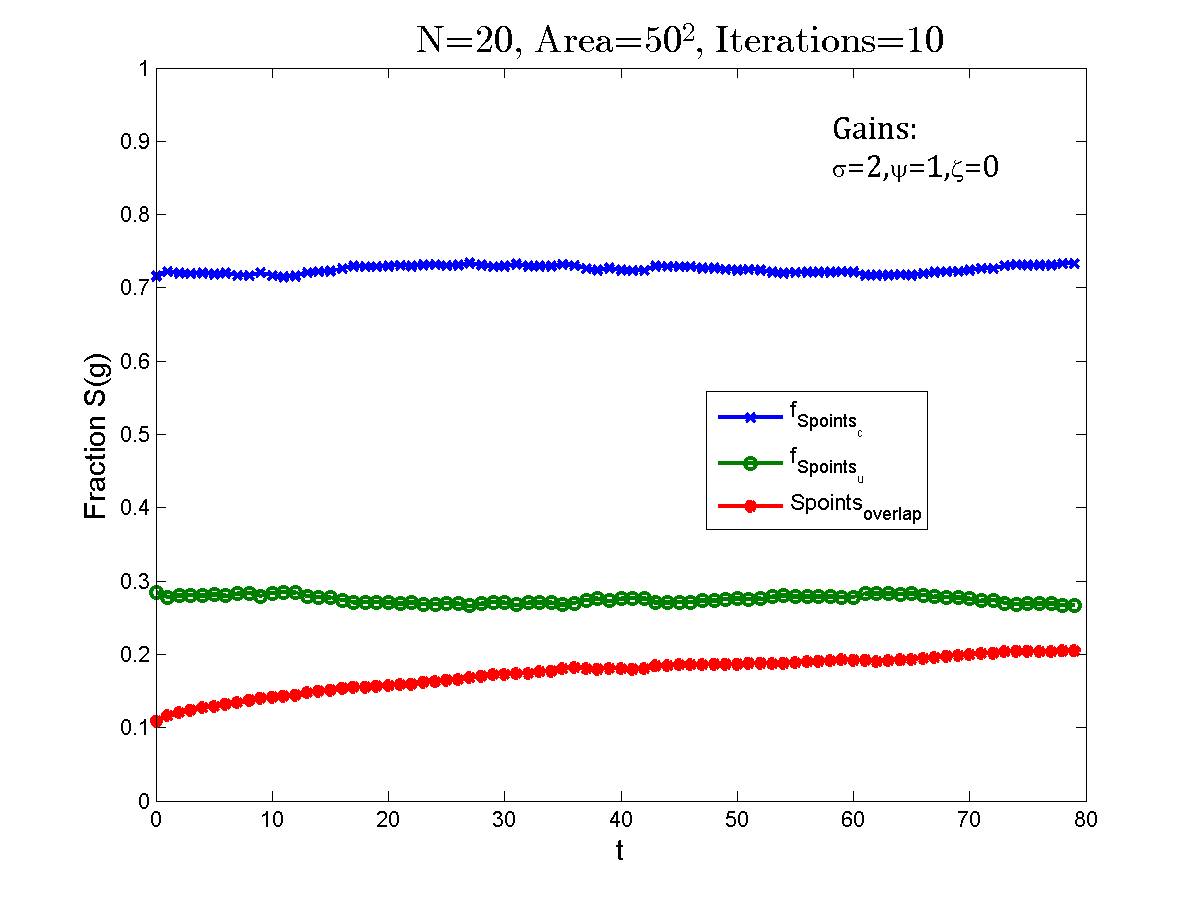 N=20, Area=50², Iterations=10
Gains:
σ=2,ψ=1,ζ=0
1
0.9
0.8
0.7
0.6
0.5
0.4
0.3
0.2
0.1
0
Fraction S(g)
f_Spoints_c
f_Spoints_u
Spoints_overlap
0 10 20 30 40 50 60 70 80
t